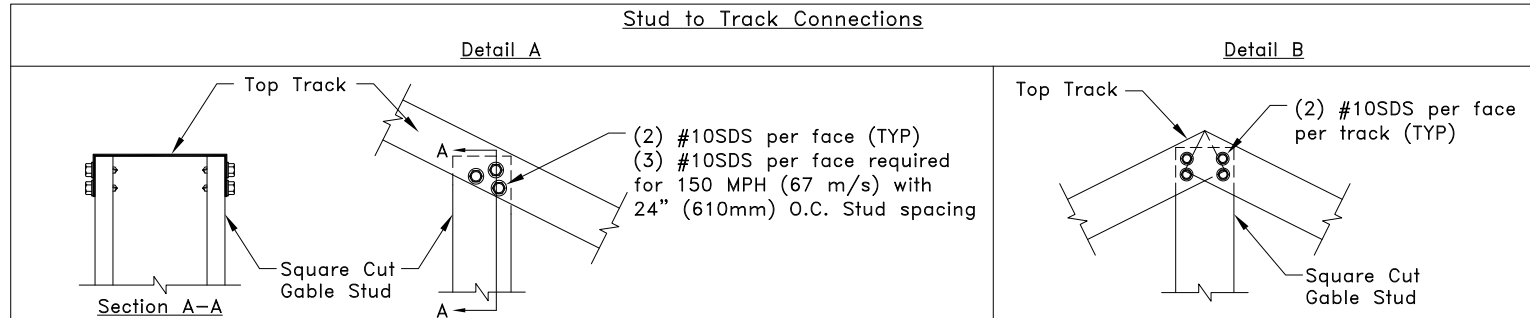 Stud to Track Connections
Detail A
Top Track
A
(2) #10SDS per face (TYP)
(3) #10SDS per face required
for 150 MPH (67 m/s) with
24" (610mm) O.C. Stud spacing
Square Cut
Gable Stud
A
Section A-A
Detail B
Top Track
(2) #10SDS per face
per track (TYP)
Square Cut
Gable Stud